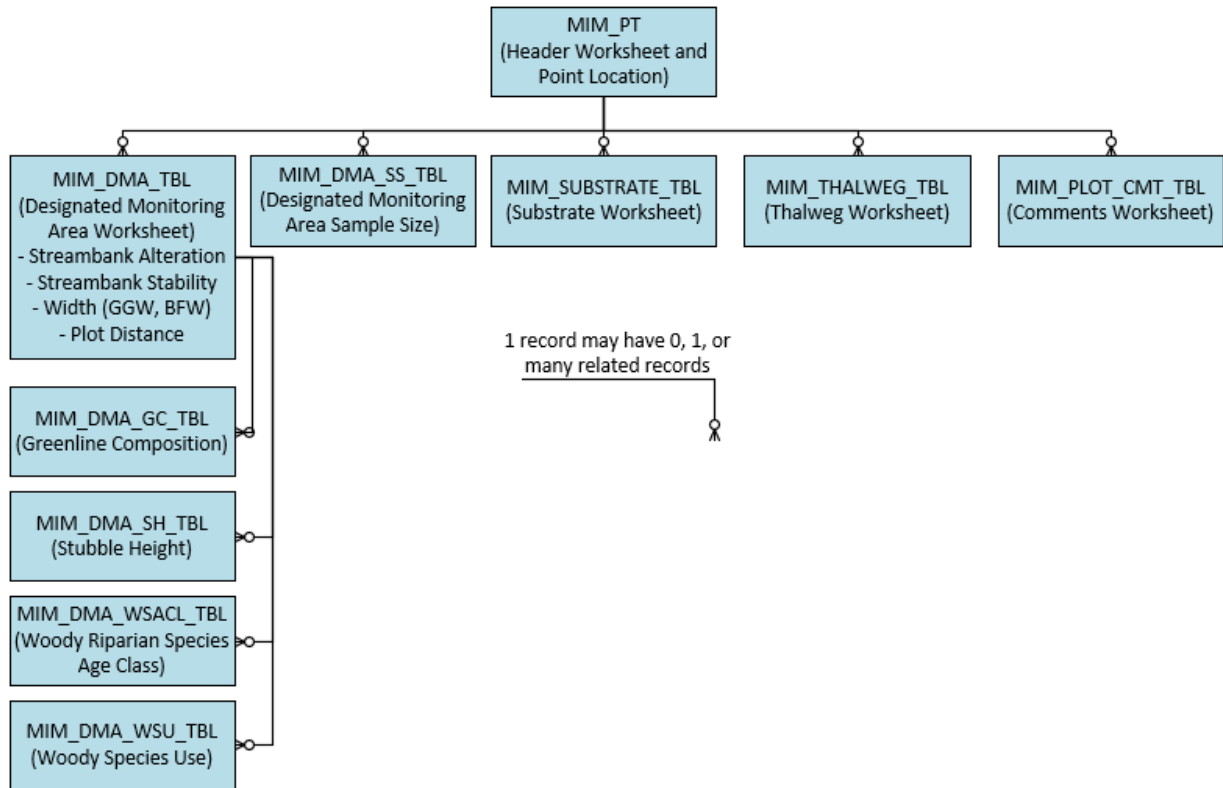 MIM_PT
(Header Worksheet and
Point Location)
MIM_DMA_TBL
(Designated Monitoring
Area Worksheet)
- Streambank Alteration
- Streambank Stability
- Width (GGW, BFW)
- Plot Distance
MIM_DMA_SS_TBL
(Designated Monitoring
Area Sample Size)
MIM_SUBSTRATE_TBL
(Substrate Worksheet)
MIM_THALWEG_TBL
(Thalweg Worksheet)
MIM_PLOT_CMT_TBL
(Comments Worksheet)
1 record may have 0, 1, or
many related records
MIM_DMA_GC_TBL
(Greenline Composition)
MIM_DMA_SH_TBL
(Stubble Height)
MIM_DMA_WSACL_TBL
(Woody Riparian Species
Age Class)
MIM_DMA_WSU_TBL
(Woody Species Use)